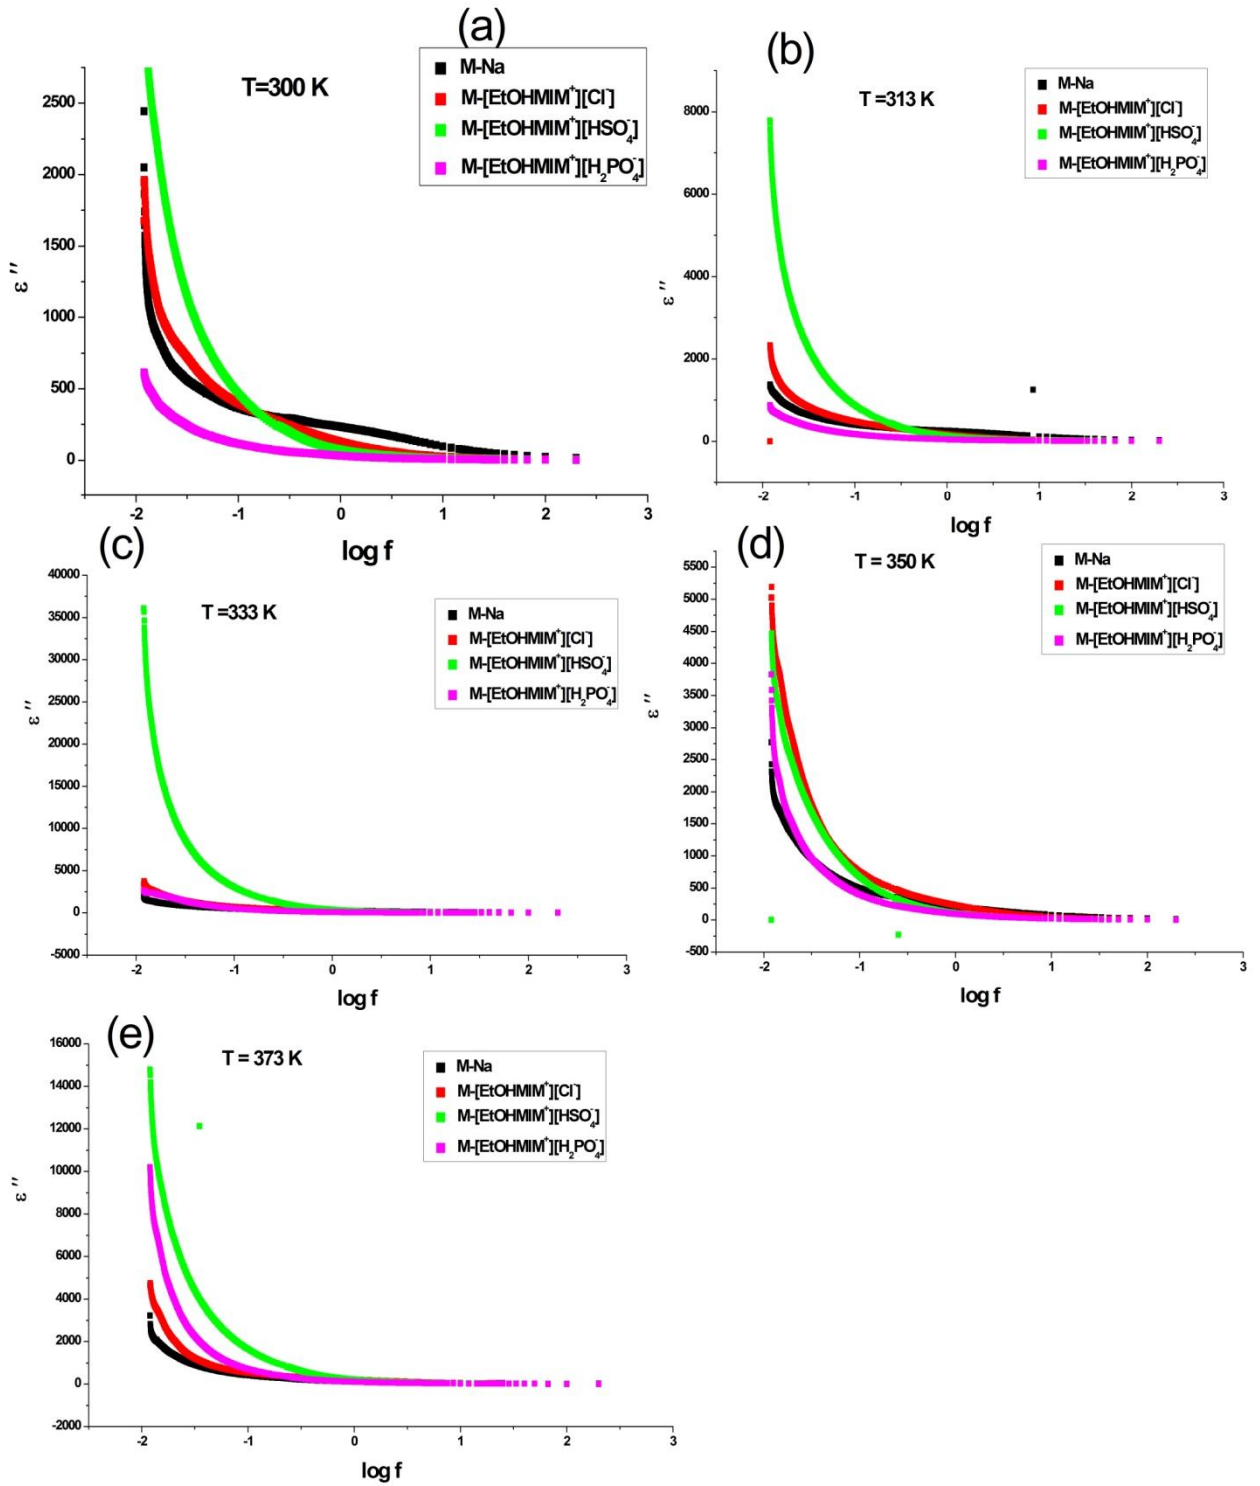 (a)
T=300 K
M-Na
M-[EtOHMIM⁺][Cl⁻]
M-[EtOHMIM⁺][HSO₄⁻]
M-[EtOHMIM⁺][H₂PO₄⁻]
2500
2000
1500
1000
500
0
ε″
-2 -1 0 1 2 3
log f
(b)
T =313 K
M-Na
M-[EtOHMIM⁺][Cl⁻]
M-[EtOHMIM⁺][HSO₄⁻]
M-[EtOHMIM⁺][H₂PO₄⁻]
8000
6000
4000
2000
0
ε″
-2 -1 0 1 2 3
log f
(c)
T =333 K
M-Na
M-[EtOHMIM⁺][Cl⁻]
M-[EtOHMIM⁺][HSO₄⁻]
M-[EtOHMIM⁺][H₂PO₄⁻]
40000
35000
30000
25000
20000
15000
10000
5000
0
-5000
ε″
-2 -1 0 1 2 3
log f
(d)
T = 350 K
M-Na
M-[EtOHMIM⁺][Cl⁻]
M-[EtOHMIM⁺][HSO₄⁻]
M-[EtOHMIM⁺][H₂PO₄⁻]
5500
5000
4500
4000
3500
3000
2500
2000
1500
1000
500
0
-500
ε″
-2 -1 0 1 2 3
log f
(e)
T = 373 K
M-Na
M-[EtOHMIM⁺][Cl⁻]
M-[EtOHMIM⁺][HSO₄⁻]
M-[EtOHMIM⁺][H₂PO₄⁻]
16000
14000
12000
10000
8000
6000
4000
2000
0
-2000
ε″
-2 -1 0 1 2 3
log f